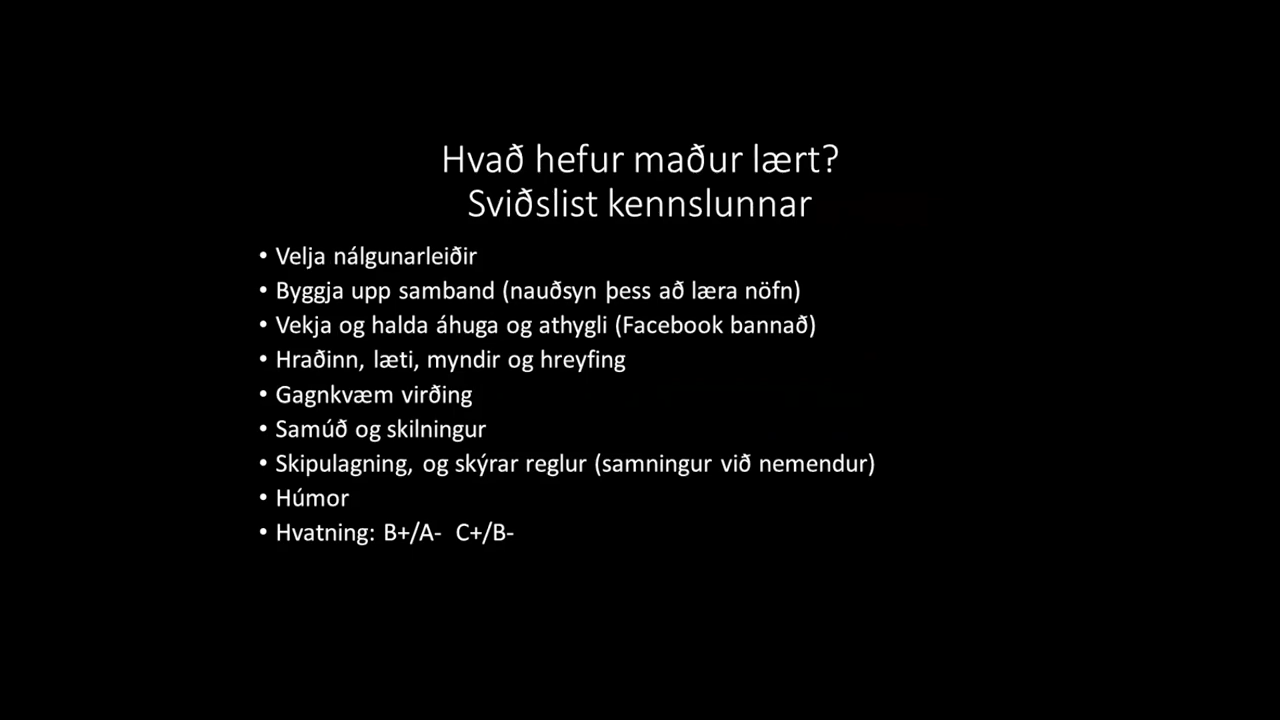 Hvað hefur maður lært?
Sviðslist kennslunnar
• Velja nálgunarleiðir
• Byggja upp samband (nauðsyn þess að læra nöfn)
• Vekja og halda áhuga og athygli (Facebook bannað)
• Hraðinn, læti, myndir og hreyfing
• Gagnkvæm virðing
• Samúð og skilningur
• Skipulagning, og skýrar reglur (samningur við nemendur)
• Húmor
• Hvatning: B+/A- C+/B-